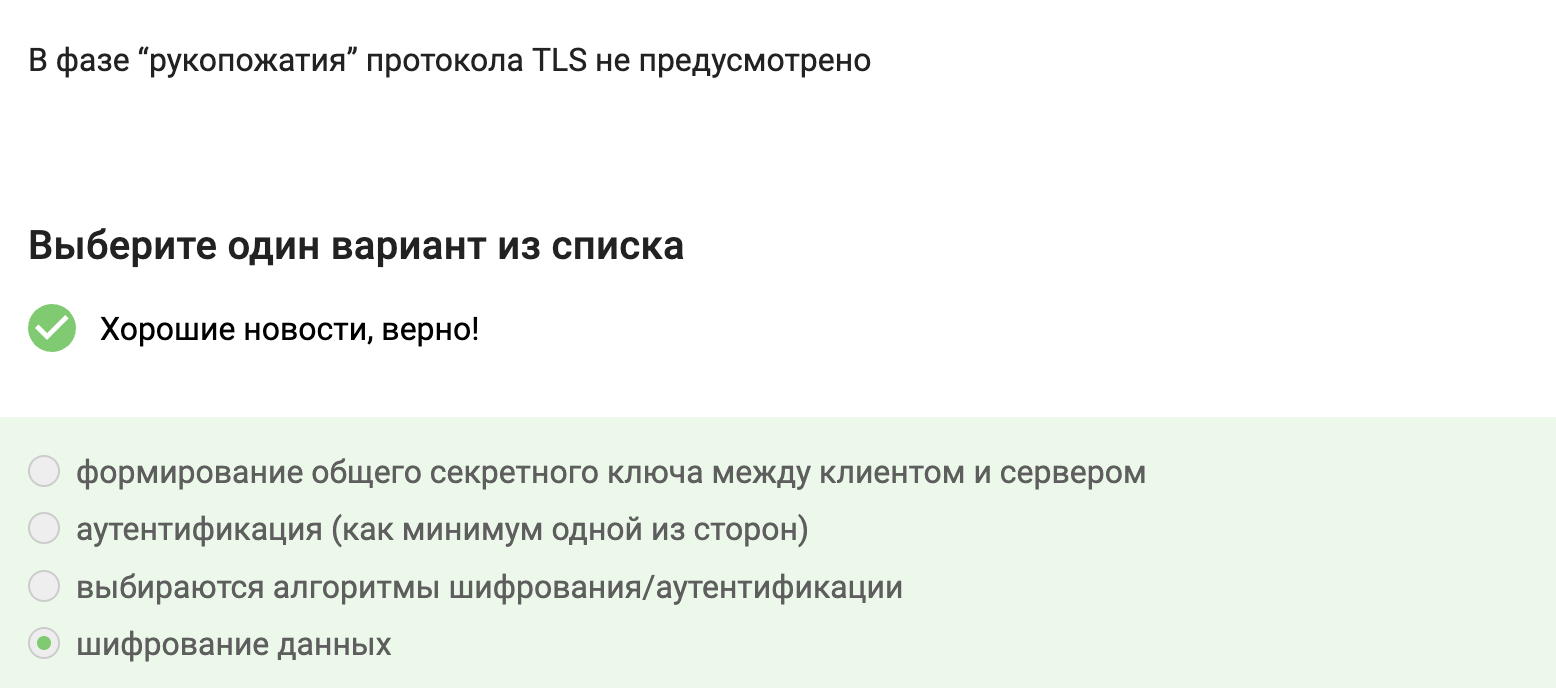 В фазе “рукопожатия” протокола TLS не предусмотрено
Выберите один вариант из списка
Хорошие новости, верно!
формирование общего секретного ключа между клиентом и сервером
аутентификация (как минимум одной из сторон)
выбираются алгоритмы шифрования/аутентификации
шифрование данных